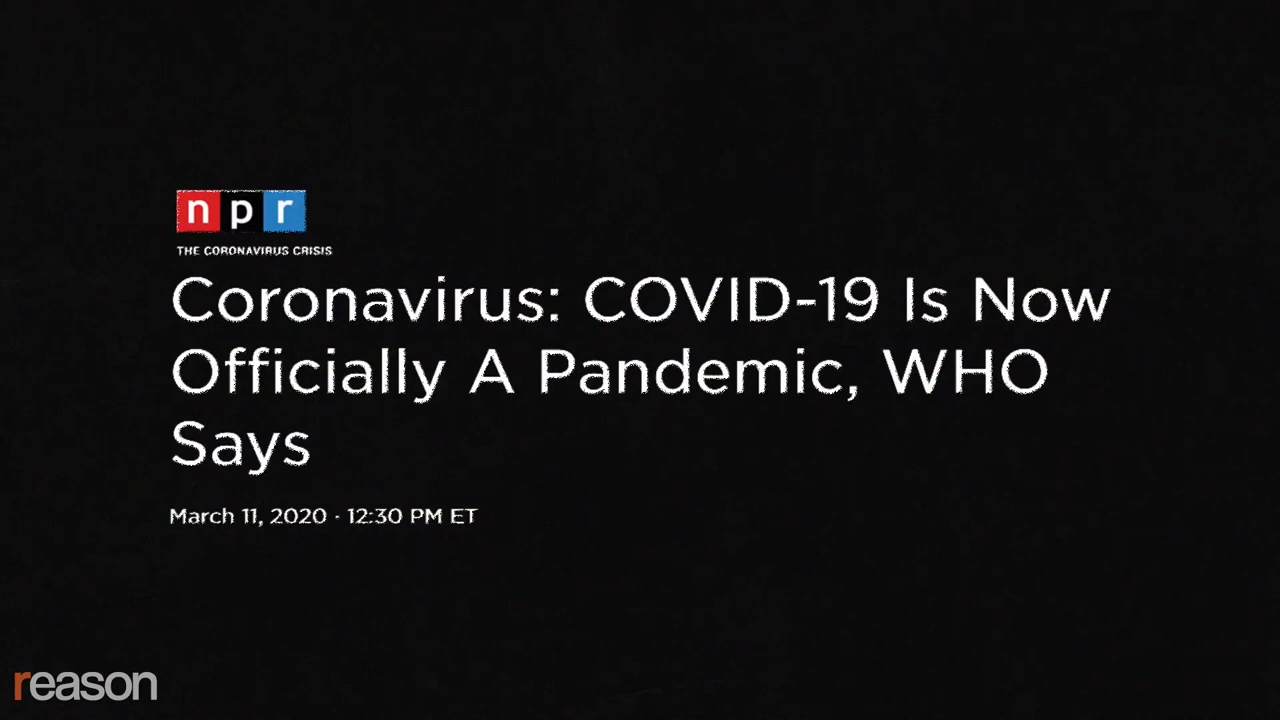 npr
THE CORONAVIRUS CRISIS
Coronavirus: COVID-19 Is Now
Officially A Pandemic, WHO
Says
March 11, 2020 · 12:30 PM ET
reason